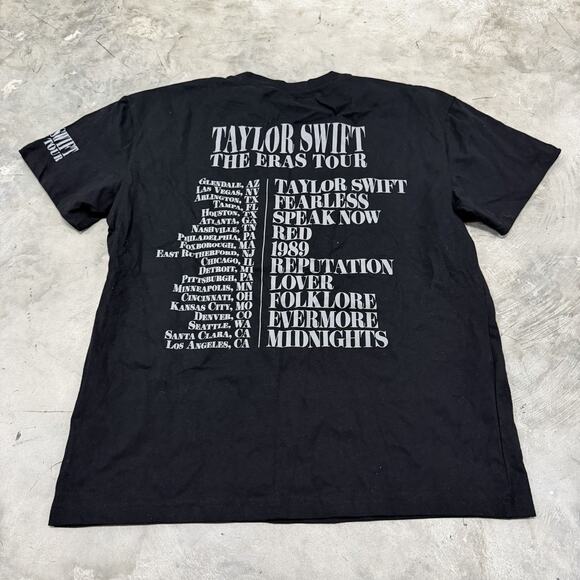 TAYLOR SWIFT
THE ERAS TOUR
GLENDALE, AZ
LAS VEGAS, NV
ARLINGTON, TX
TAMPA, FL
HOUSTON, TX
ATLANTA, GA
NASHVILLE, TN
PHILADELPHIA, PA
FOXBOROUGH, MA
EAST RUTHERFORD, NJ
CHICAGO, IL
DETROIT, MI
PITTSBURGH, PA
MINNEAPOLIS, MN
CINCINNATI, OH
KANSAS CITY, MO
DENVER, CO
SEATTLE, WA
SANTA CLARA, CA
LOS ANGELES, CA
TAYLOR SWIFT
FEARLESS
SPEAK NOW
RED
1989
REPUTATION
LOVER
FOLKLORE
EVERMORE
MIDNIGHTS
SWIFT
TOUR